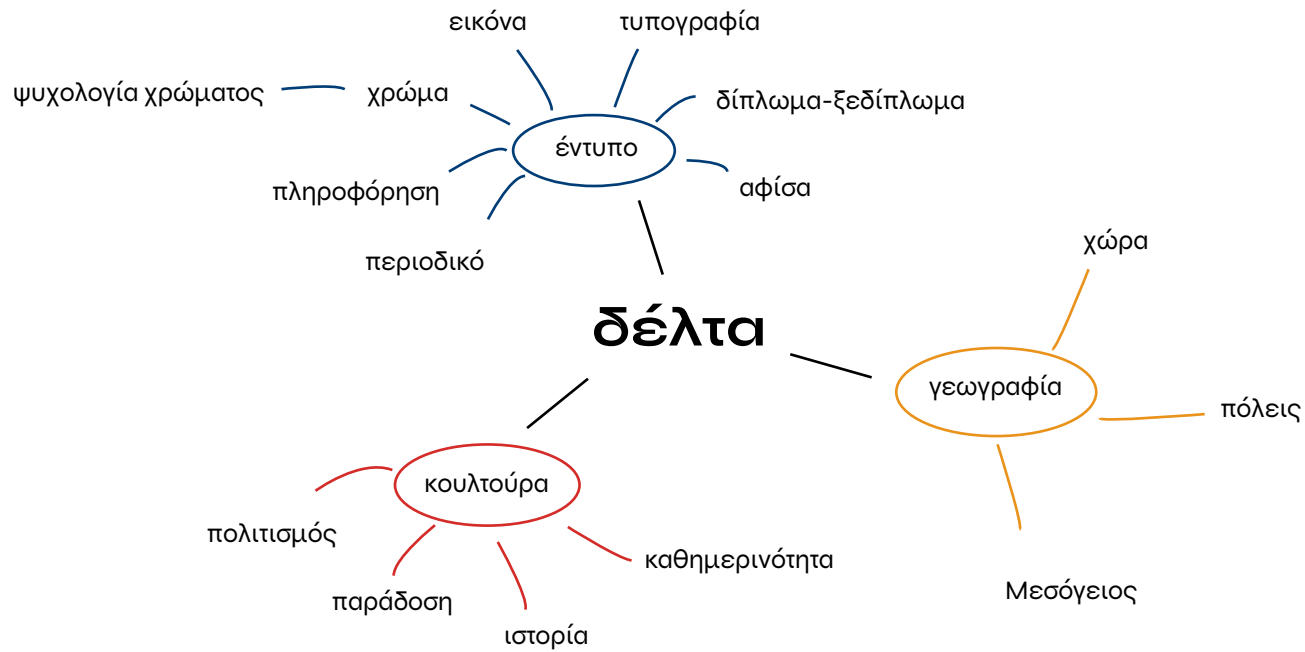 εικόνα
τυπογραφία
ψυχολογία χρώματος
χρώμα
δίπλωμα-ξεδίπλωμα
έντυπο
πληροφόρηση
αφίσα
περιοδικό
χώρα
δέλτα
γεωγραφία
πόλεις
κουλτούρα
πολιτισμός
καθημερινότητα
Μεσόγειος
παράδοση
ιστορία